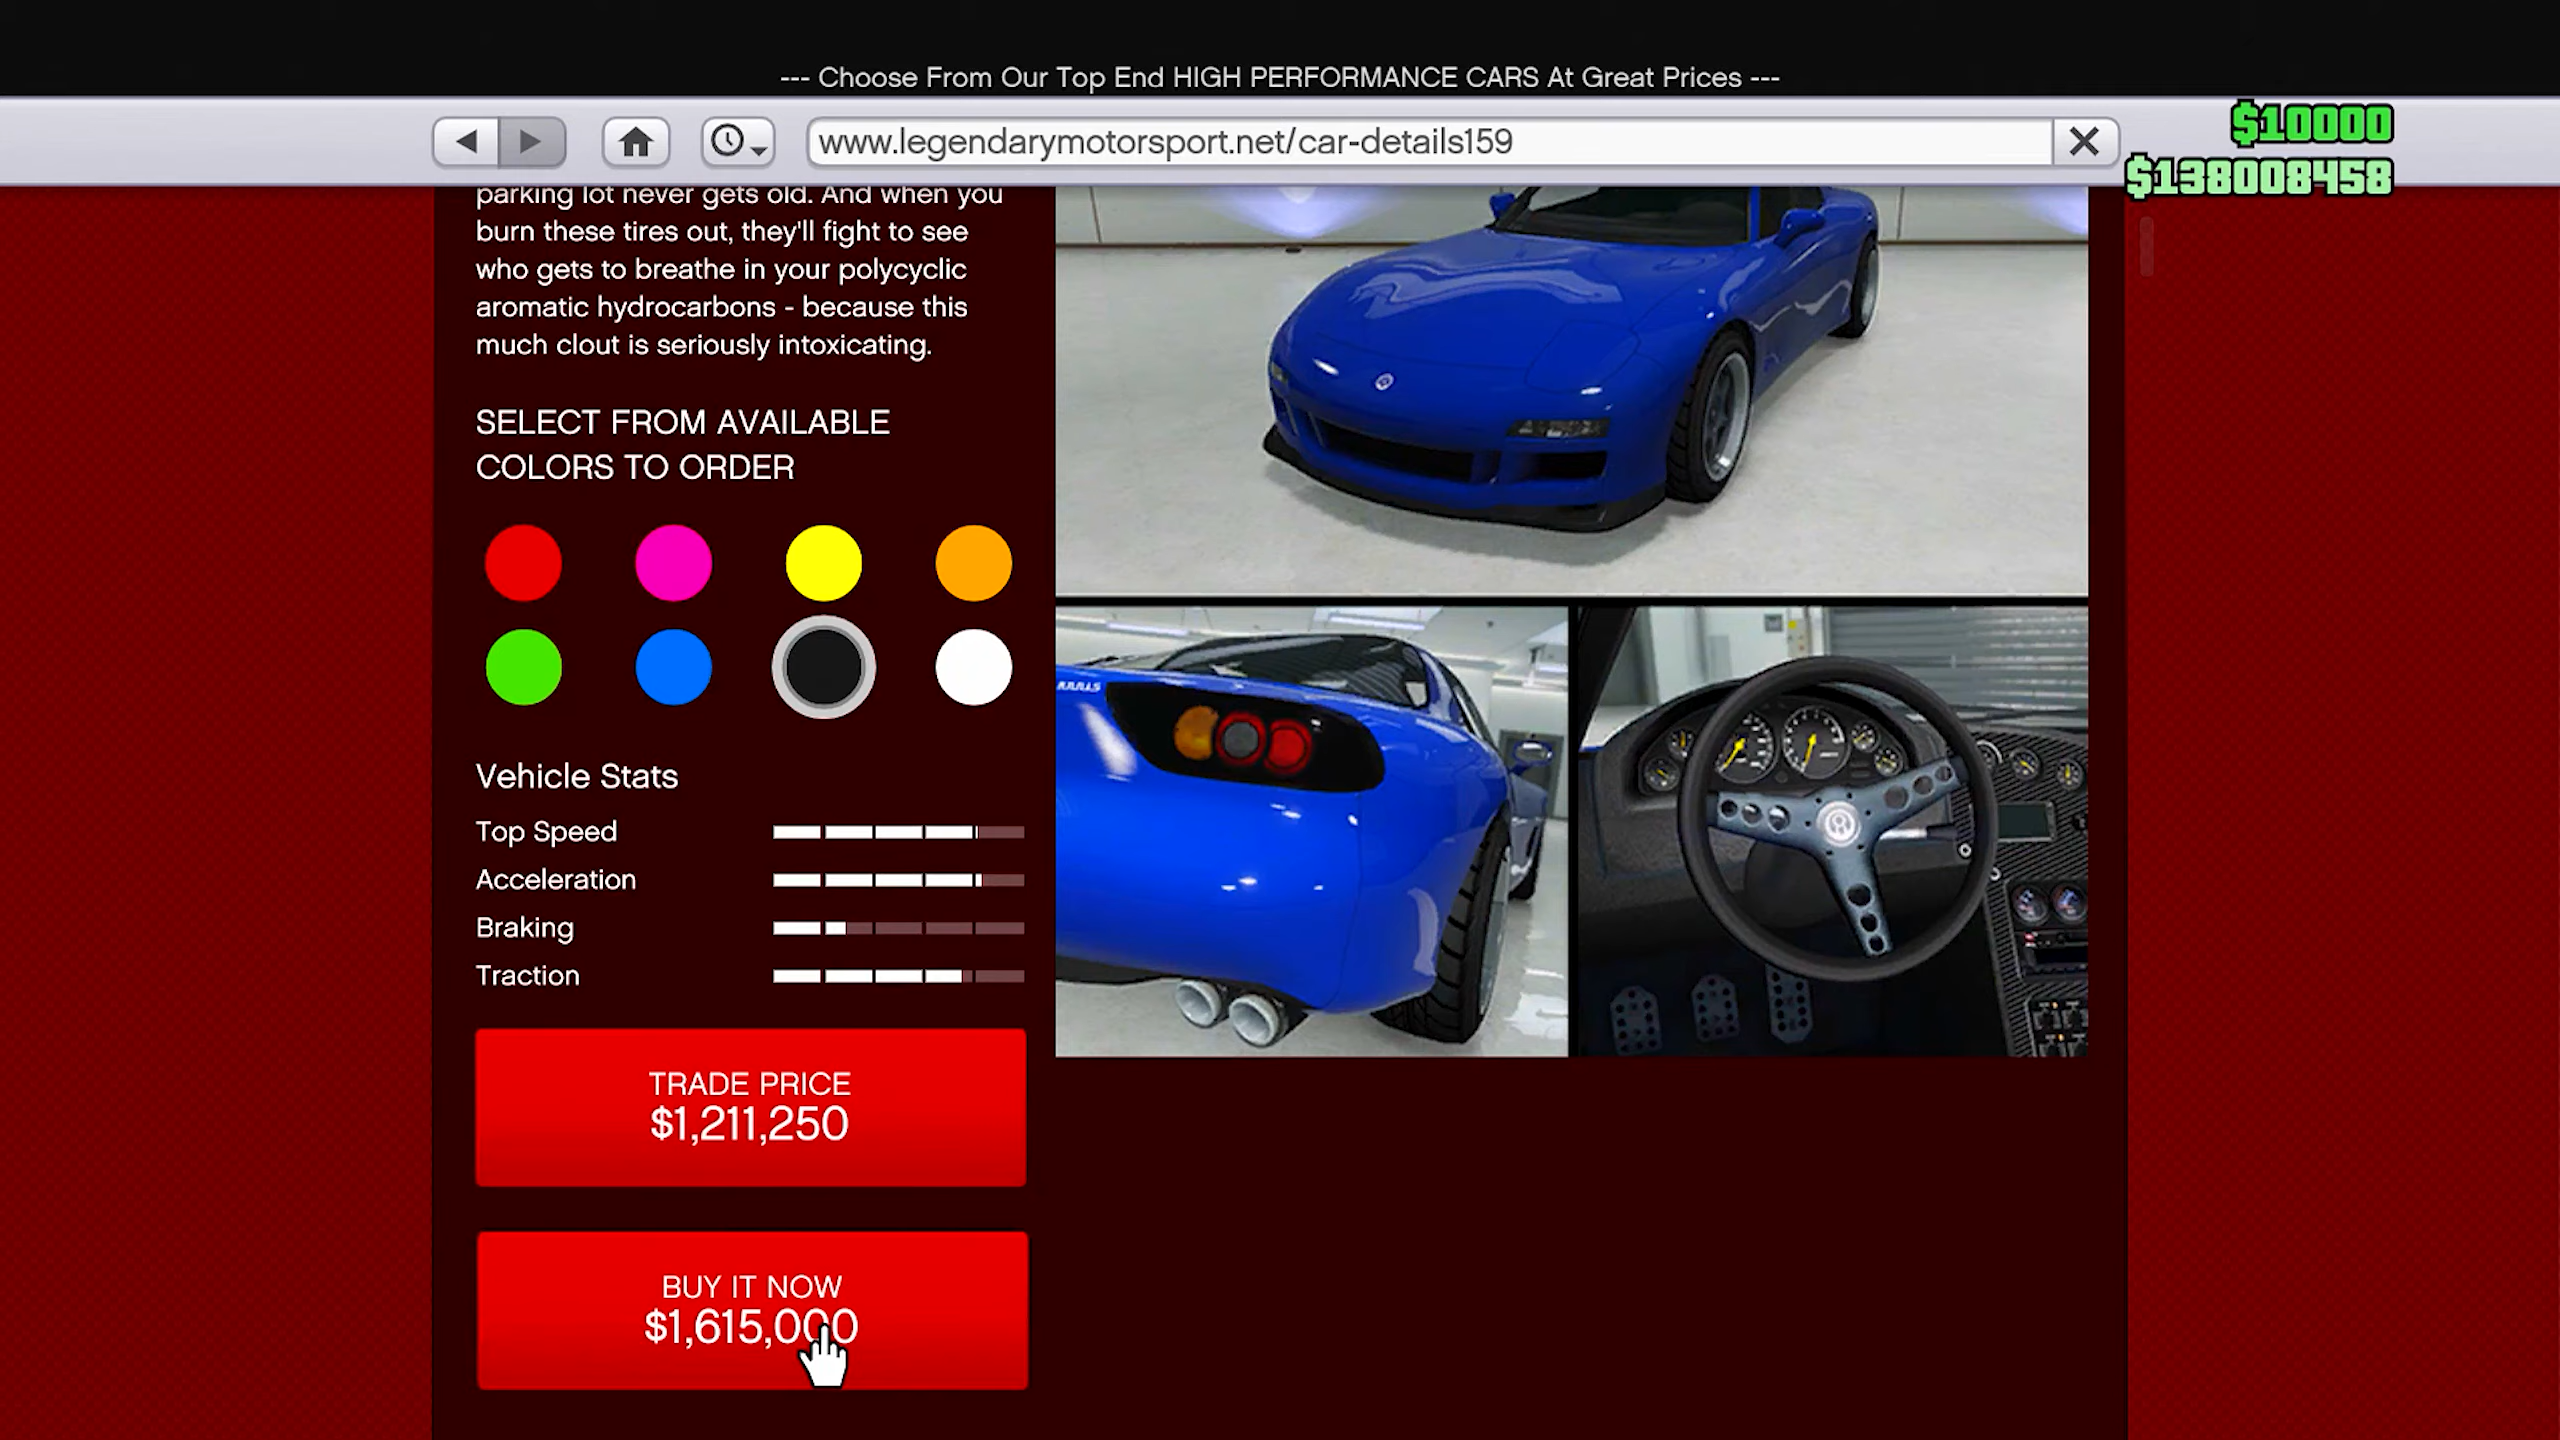 --- Choose From Our Top End HIGH PERFORMANCE CARS At Great Prices ---
www.legendarymotorsport.net/car-details159
$10000
$138008458
parking lot never gets old. And when you
burn these tires out, they'll fight to see
who gets to breathe in your polycyclic
aromatic hydrocarbons - because this
much clout is seriously intoxicating.
SELECT FROM AVAILABLE
COLORS TO ORDER
Vehicle Stats
Top Speed
Acceleration
Braking
Traction
TRADE PRICE
$1,211,250
BUY IT NOW
$1,615,000